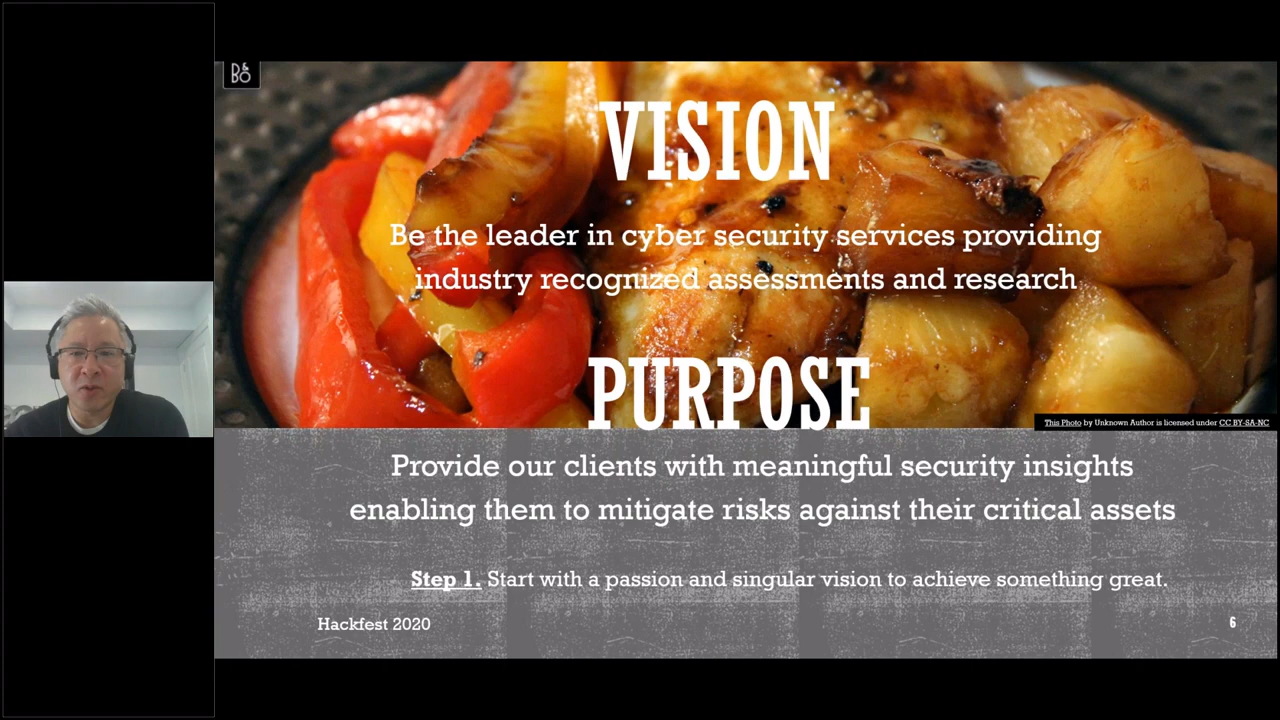 B&O
VISION
Be the leader in cyber security services providing
industry recognized assessments and research
PURPOSE
This Photo by Unknown Author is licensed under CC BY-SA-NC
Provide our clients with meaningful security insights
enabling them to mitigate risks against their critical assets
Step 1. Start with a passion and singular vision to achieve something great.
Hackfest 2020
6